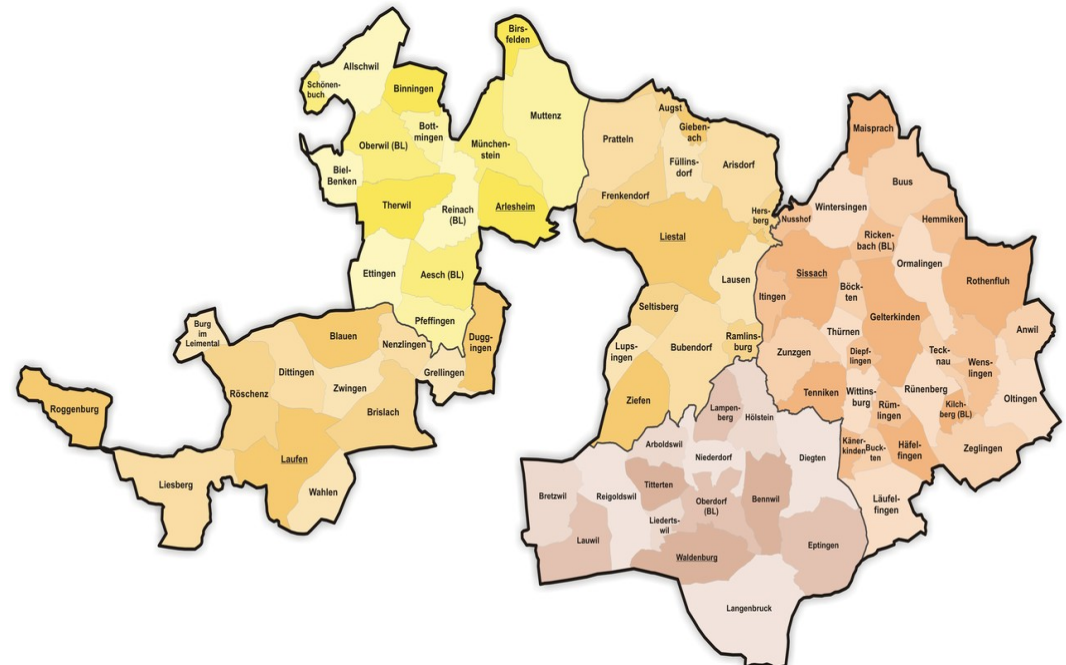 Birs-
felden
Allschwil
Schönen-
buch
Binningen
Muttenz
Bott-
mingen
Oberwil (BL)
München-
stein
Biel-
Benken
Therwil
Reinach
(BL)
Arlesheim
Ettingen
Aesch (BL)
Pfeffingen
Augst
Gieben-
ach
Pratteln
Füllins-
dorf
Arisdorf
Frenkendorf
Hers-
berg
Liestal
Lausen
Seltisberg
Lups-
ingen
Bubendorf
Ramlins-
burg
Ziefen
Maisprach
Buus
Wintersingen
Nusshof
Hemmiken
Ricken-
bach (BL)
Ormalingen
Sissach
Rothenfluh
Itingen
Böck-
ten
Gelterkinden
Thürnen
Anwil
Zunzgen
Diepf-
lingen
Teck-
nau
Wens-
lingen
Tenniken
Wittins-
burg
Rünenberg
Rüm-
lingen
Kilch-
berg (BL)
Oltingen
Käner-
kinden
Buck-
ten
Häfel-
fingen
Zeglingen
Läufel-
fingen
Burg
im
Leimental
Blauen
Nenzlingen
Dugg-
ingen
Grellingen
Dittingen
Zwingen
Röschenz
Brislach
Roggenburg
Laufen
Liesberg
Wahlen
Lampen-
berg
Hölstein
Arboldswil
Niederdorf
Diegten
Titterten
Bretzwil
Reigoldswil
Oberdorf
(BL)
Bennwil
Liederts-
wil
Lauwil
Waldenburg
Eptingen
Langenbruck